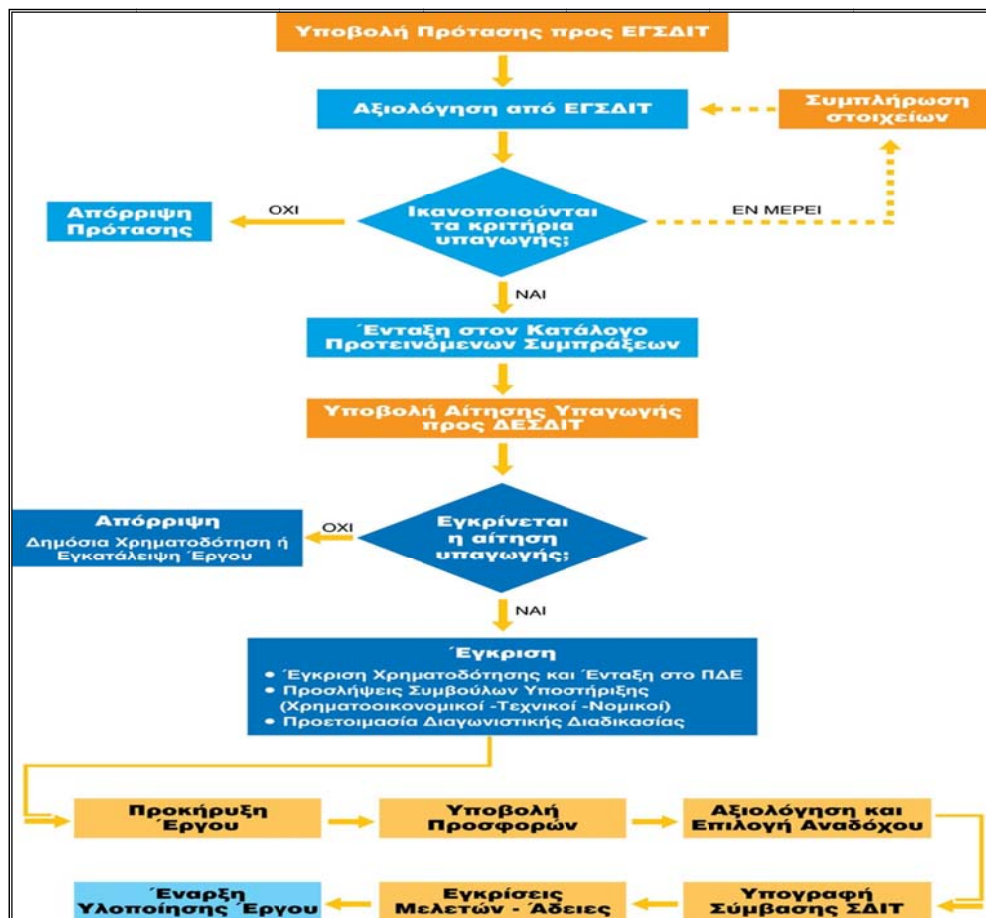 Υποβολή Πρότασης προς ΕΓΣΔΙΤ
Αξιολόγηση από ΕΓΣΔΙΤ
Συμπλήρωση
στοιχείων
Απόρριψη
Πρότασης
ΟΧΙ
Ικανοποιούνται
τα κριτήρια
υπαγωγής;
ΕΝ ΜΕΡΕΙ
ΝΑΙ
Ένταξη στον Κατάλογο
Προτεινόμενων Συμπράξεων
Υποβολή Αίτησης Υπαγωγής
προς ΔΕΣΔΙΤ
Απόρριψη
Δημόσια Χρηματοδότηση ή
Εγκατάλειψη Έργου
ΟΧΙ
Εγκρίνεται
η αίτηση
υπαγωγής;
ΝΑΙ
Έγκριση
• Έγκριση Χρηματοδότησης και Ένταξη στο ΠΔΕ
• Προσλήψεις Συμβούλων Υποστήριξης
(Χρηματοοικονομικοί -Τεχνικοί -Νομικοί)
• Προετοιμασία Διαγωνιστικής Διαδικασίας
Προκήρυξη
Έργου
Υποβολή
Προσφορών
Αξιολόγηση και
Επιλογή Αναδόχου
Υπογραφή
Σύμβασης ΣΔΙΤ
Εγκρίσεις
Μελετών - Άδειες
Έναρξη
Υλοποίησης Έργου